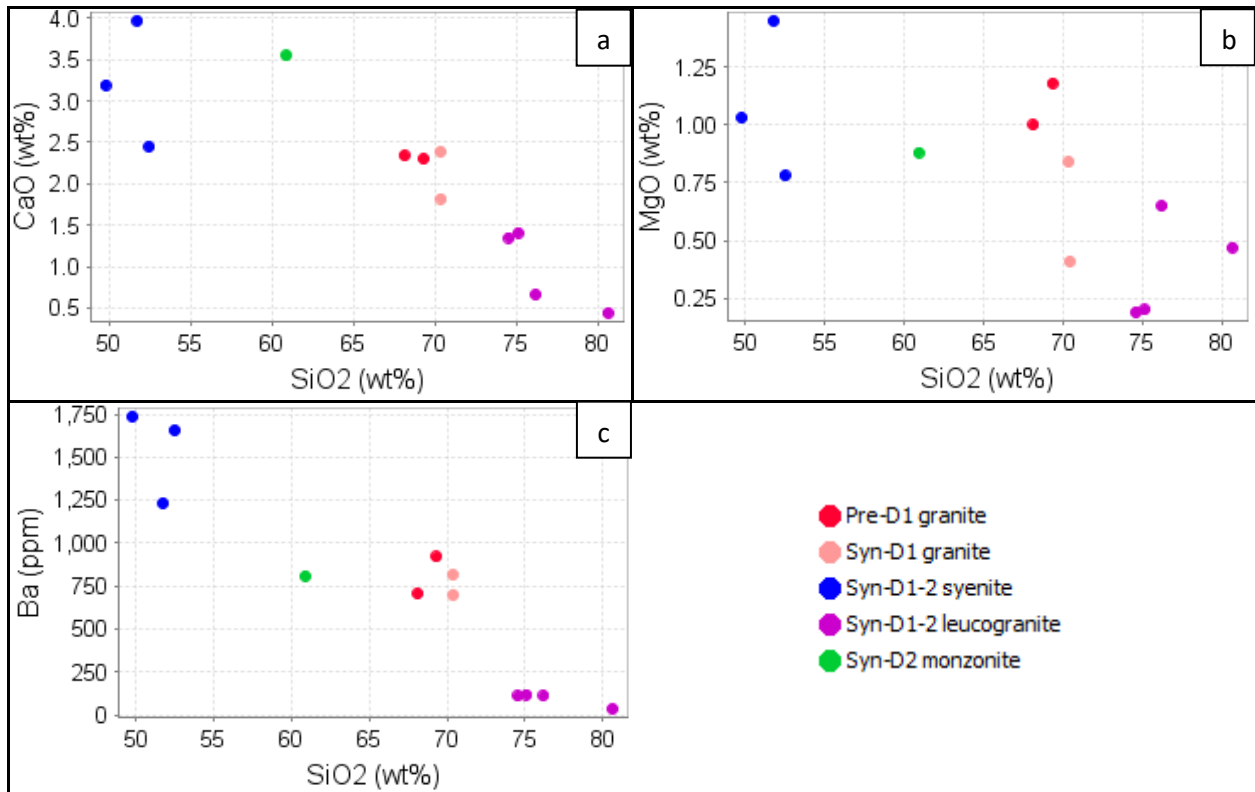 a
4.0
3.5
3.0
2.5
2.0
1.5
1.0
0.5
CaO (wt%)
50 55 60 65 70 75 80
SiO2 (wt%)
b
1.25
1.00
0.75
0.50
0.25
MgO (wt%)
50 55 60 65 70 75 80
SiO2 (wt%)
c
1,750
1,500
1,250
1,000
750
500
250
0
Ba (ppm)
50 55 60 65 70 75 80
SiO2 (wt%)
Pre-D1 granite
Syn-D1 granite
Syn-D1-2 syenite
Syn-D1-2 leucogranite
Syn-D2 monzonite